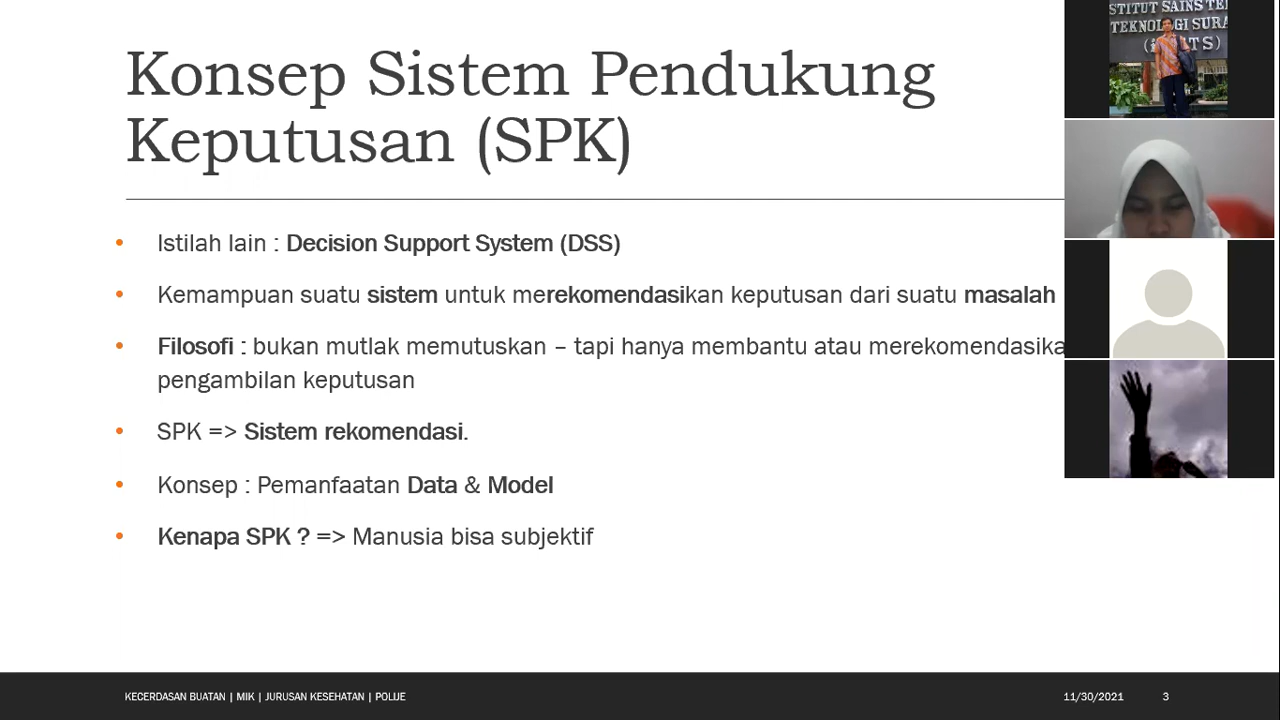 Konsep Sistem Pendukung
Keputusan (SPK)
• Istilah lain : Decision Support System (DSS)
• Kemampuan suatu sistem untuk merekomendasikan keputusan dari suatu masalah
• Filosofi : bukan mutlak memutuskan – tapi hanya membantu atau merekomendasika
pengambilan keputusan
• SPK => Sistem rekomendasi.
• Konsep : Pemanfaatan Data & Model
• Kenapa SPK ? => Manusia bisa subjektif
KECERDASAN BUATAN | MIK | JURUSAN KESEHATAN | POLIJE
11/30/2021
3
STITUT SAINS TE
TEKNOLOGI SURA